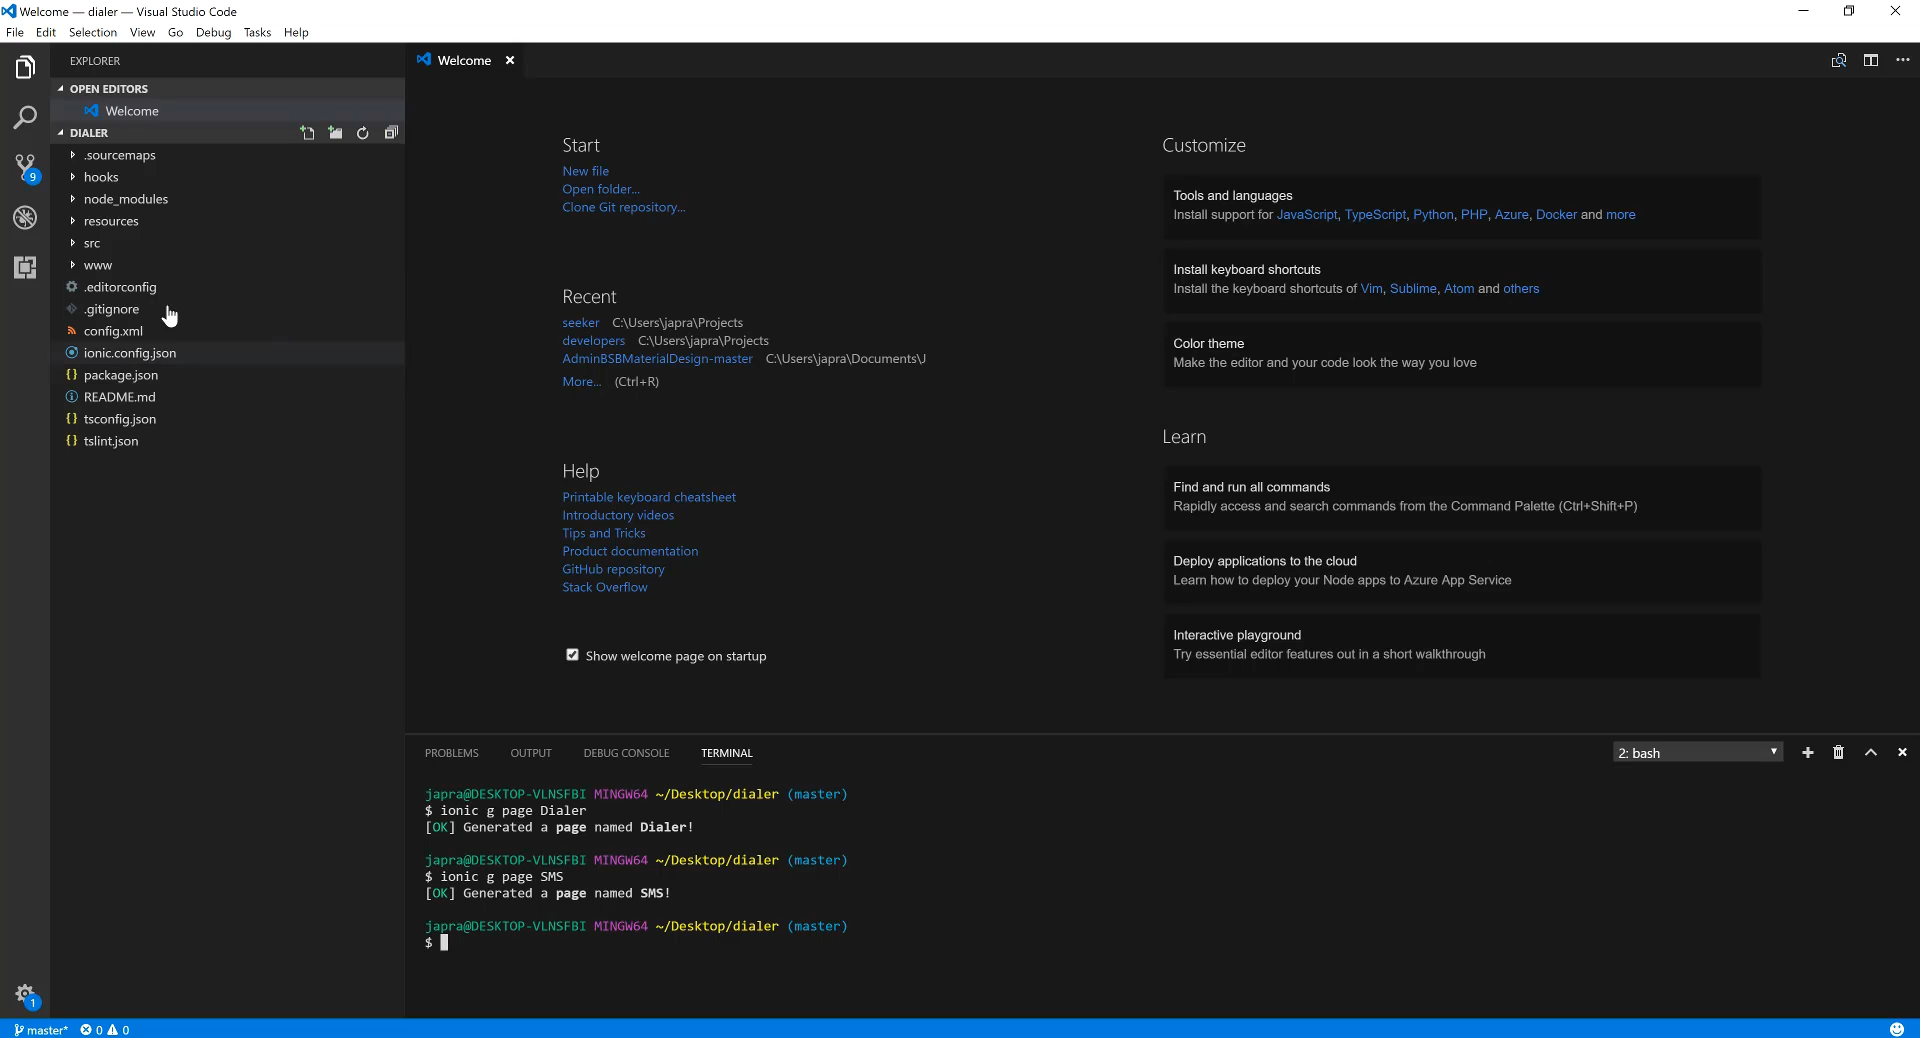 Welcome — dialer — Visual Studio Code
File Edit Selection View Go Debug Tasks Help
EXPLORER
OPEN EDITORS
Welcome
DIALER
.sourcemaps
hooks
node_modules
resources
src
www
.editorconfig
.gitignore
config.xml
ionic.config.json
package.json
README.md
tsconfig.json
tslint.json
9
1
Welcome
Start
New file
Open folder...
Clone Git repository...
Recent
seeker C:\Users\japra\Projects
developers C:\Users\japra\Projects
AdminBSBMaterialDesign-master C:\Users\japra\Documents\J
More... (Ctrl+R)
Help
Printable keyboard cheatsheet
Introductory videos
Tips and Tricks
Product documentation
GitHub repository
Stack Overflow
Show welcome page on startup
Customize
Tools and languages
Install support for JavaScript, TypeScript, Python, PHP, Azure, Docker and more
Install keyboard shortcuts
Install the keyboard shortcuts of Vim, Sublime, Atom and others
Color theme
Make the editor and your code look the way you love
Learn
Find and run all commands
Rapidly access and search commands from the Command Palette (Ctrl+Shift+P)
Deploy applications to the cloud
Learn how to deploy your Node apps to Azure App Service
Interactive playground
Try essential editor features out in a short walkthrough
PROBLEMS OUTPUT DEBUG CONSOLE TERMINAL
2: bash
japra@DESKTOP-VLNSFBI MINGW64 ~/Desktop/dialer (master)
$ ionic g page Dialer
[OK] Generated a page named Dialer!
japra@DESKTOP-VLNSFBI MINGW64 ~/Desktop/dialer (master)
$ ionic g page SMS
[OK] Generated a page named SMS!
japra@DESKTOP-VLNSFBI MINGW64 ~/Desktop/dialer (master)
$
master* 0 0